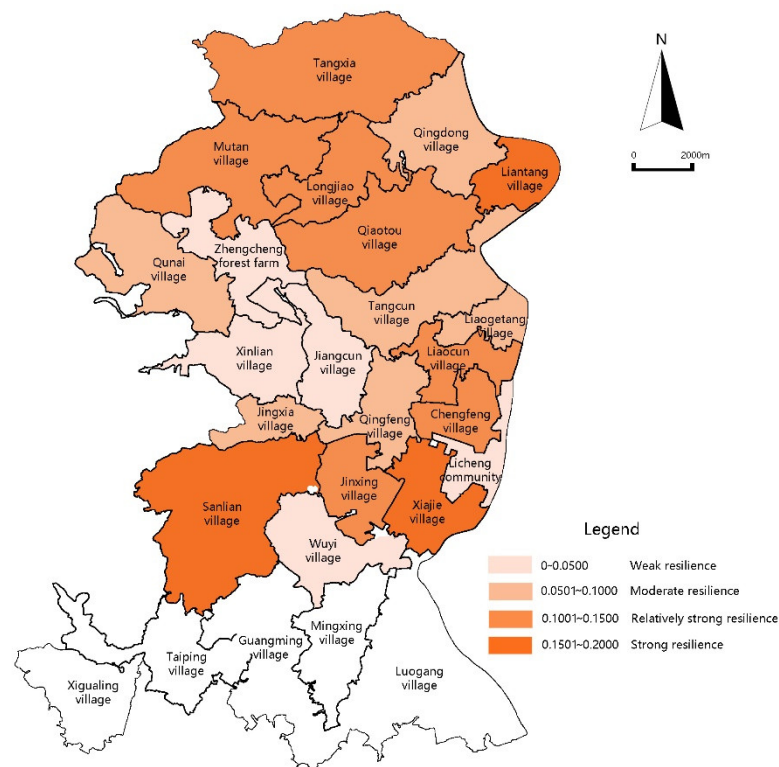 Tangxia
village
N
0
2000m
Qingdong
village
Mutan
village
Liantang
village
Longjiao
village
Qiaotou
village
Zhengcheng
forest farm
Qunai
village
Tangcun
village
Liaogetang
village
Xinlian
village
Jiangcun
village
Liaocun
village
Jingxia
village
Qingfeng
village
Chengfeng
village
Licheng
community
Jinxing
village
Sanlian
village
Xiajie
village
Wuyi
village
Legend
0~0.0500 Weak resilience
0.0501~0.1000 Moderate resilience
0.1001~0.1500 Relatively strong resilience
0.1501~0.2000 Strong resilience
Mingxing
village
Guangming
village
Taiping
village
Luogang
village
Xigualing
village